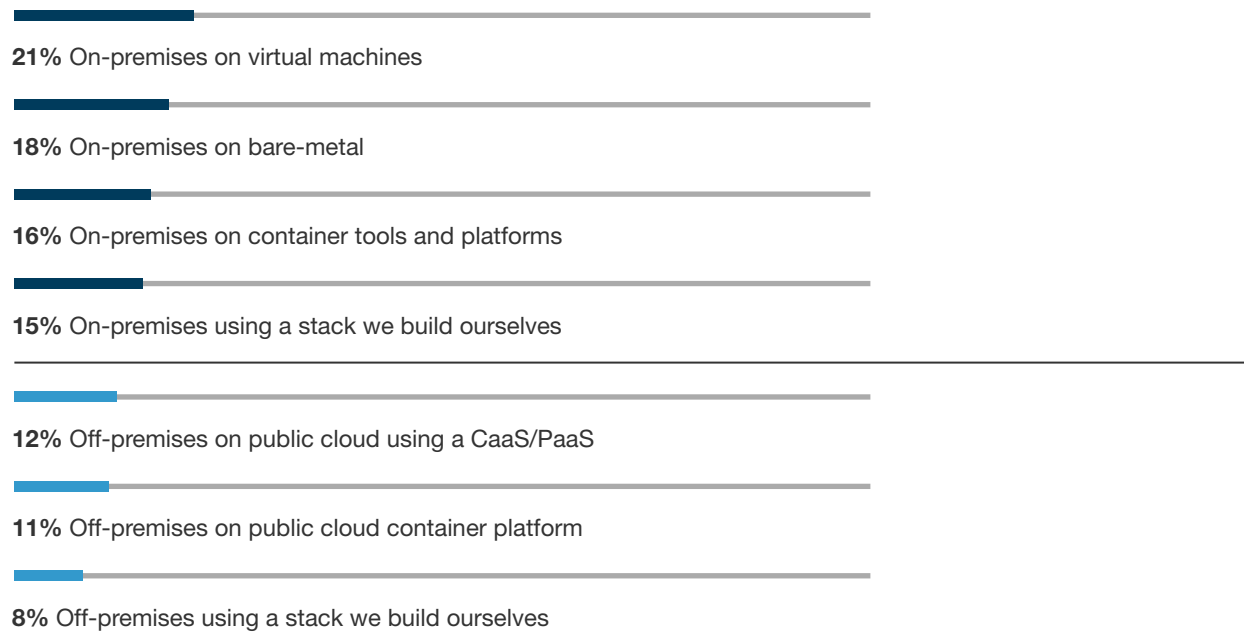 21% On-premises on virtual machines
18% On-premises on bare-metal
16% On-premises on container tools and platforms
15% On-premises using a stack we build ourselves
12% Off-premises on public cloud using a CaaS/PaaS
11% Off-premises on public cloud container platform
8% Off-premises using a stack we build ourselves